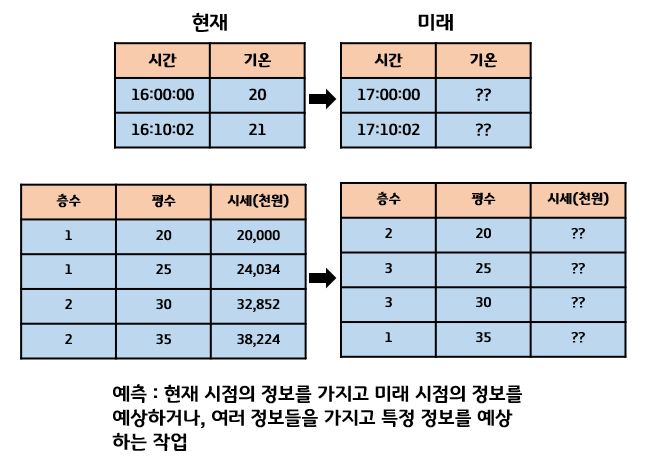 현재 미래
시간 기온 시간 기온
16:00:00 20 17:00:00 ??
16:10:02 21 17:10:02 ??
층수 평수 시세(천원) 층수 평수 시세(천원)
1 20 20,000 2 20 ??
1 25 24,034 3 25 ??
2 30 32,852 3 30 ??
2 35 38,224 1 35 ??
예측 : 현재 시점의 정보를 가지고 미래 시점의 정보를
예상하거나, 여러 정보들을 가지고 특정 정보를 예상
하는 작업